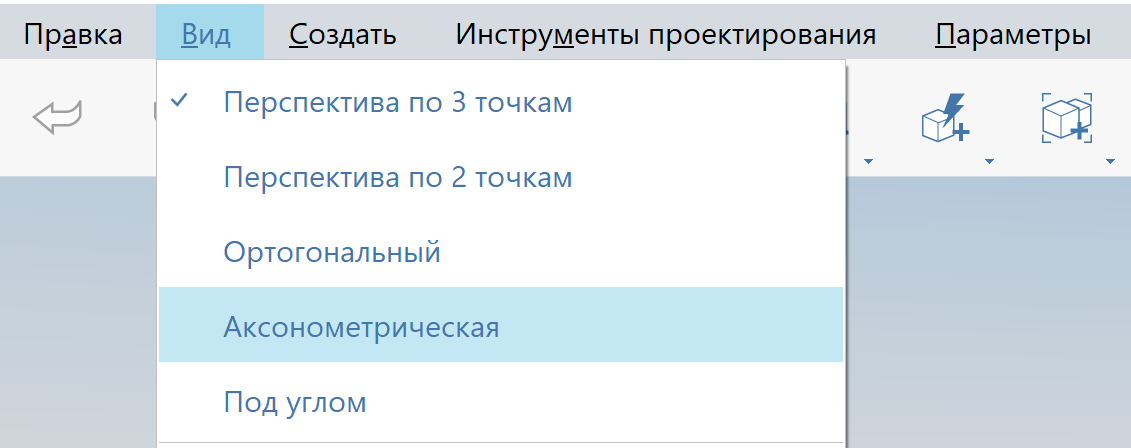 Правка Вид Создать Инструменты проектирования Параметры
Перспектива по 3 точкам
Перспектива по 2 точкам
Ортогональный
Аксонометрическая
Под углом